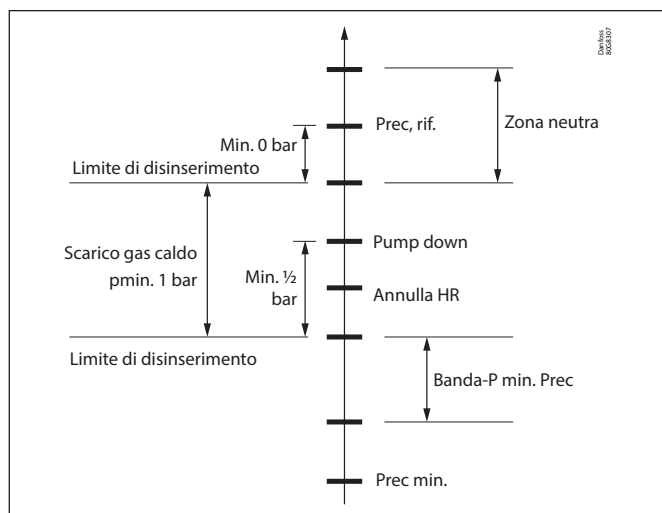 Danfoss
80G8307
Prec, rif.
Zona neutra
Min. 0 bar
Limite di disinserimento
Scarico gas caldo
pmin. 1 bar
Pump down
Min. ½
bar
Annulla HR
Limite di disinserimento
Banda-P min. Prec
Prec min.